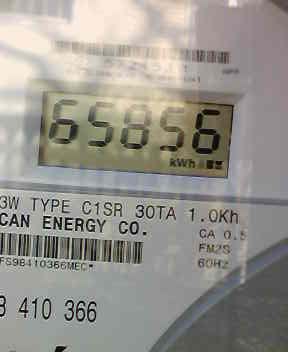 65856
kWh
3W TYPE C1SR 30TA 1.0Kh
CAN ENERGY CO.
CA 0.5
FM2S
FS98410366MEC*
60HZ
8 410 366